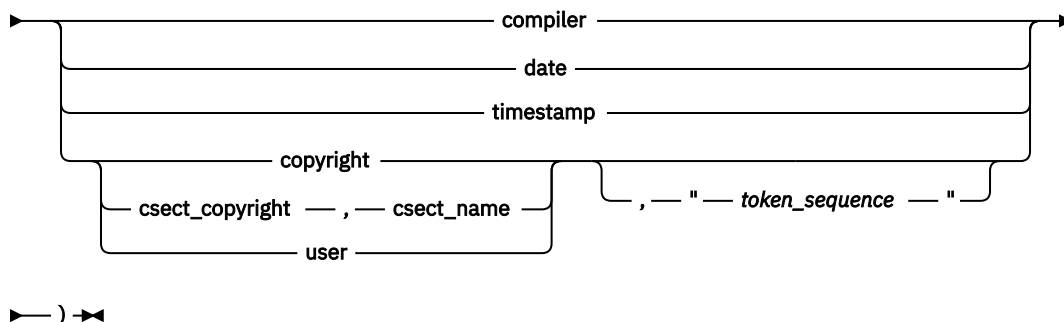 compiler
date
timestamp
copyright
csect_copyright , csect_name
user
, " token_sequence "
)